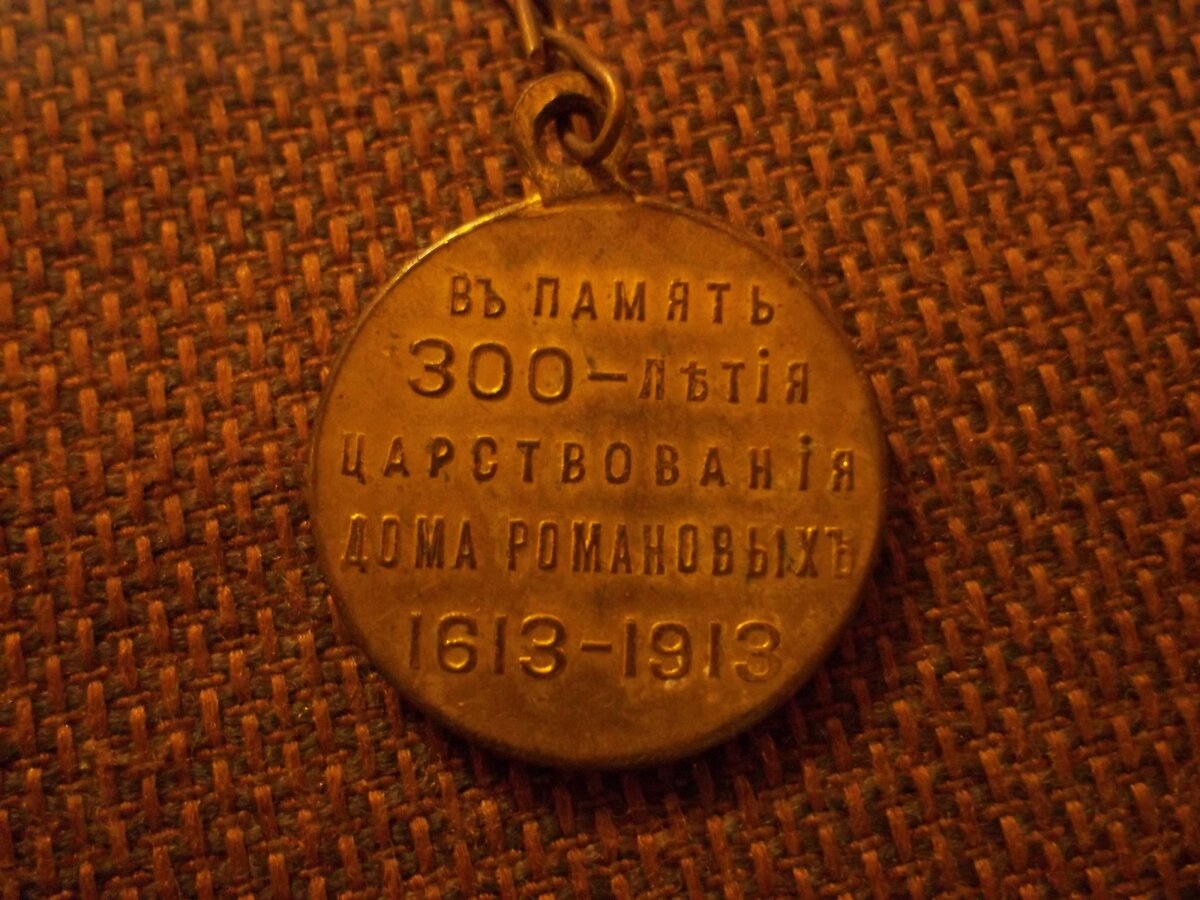 ВЪ ПАМЯТЬ
300-ЛѢТІЯ
ЦАРСТВОВАНІЯ
ДОМА РОМАНОВЫХЪ
1613-1913